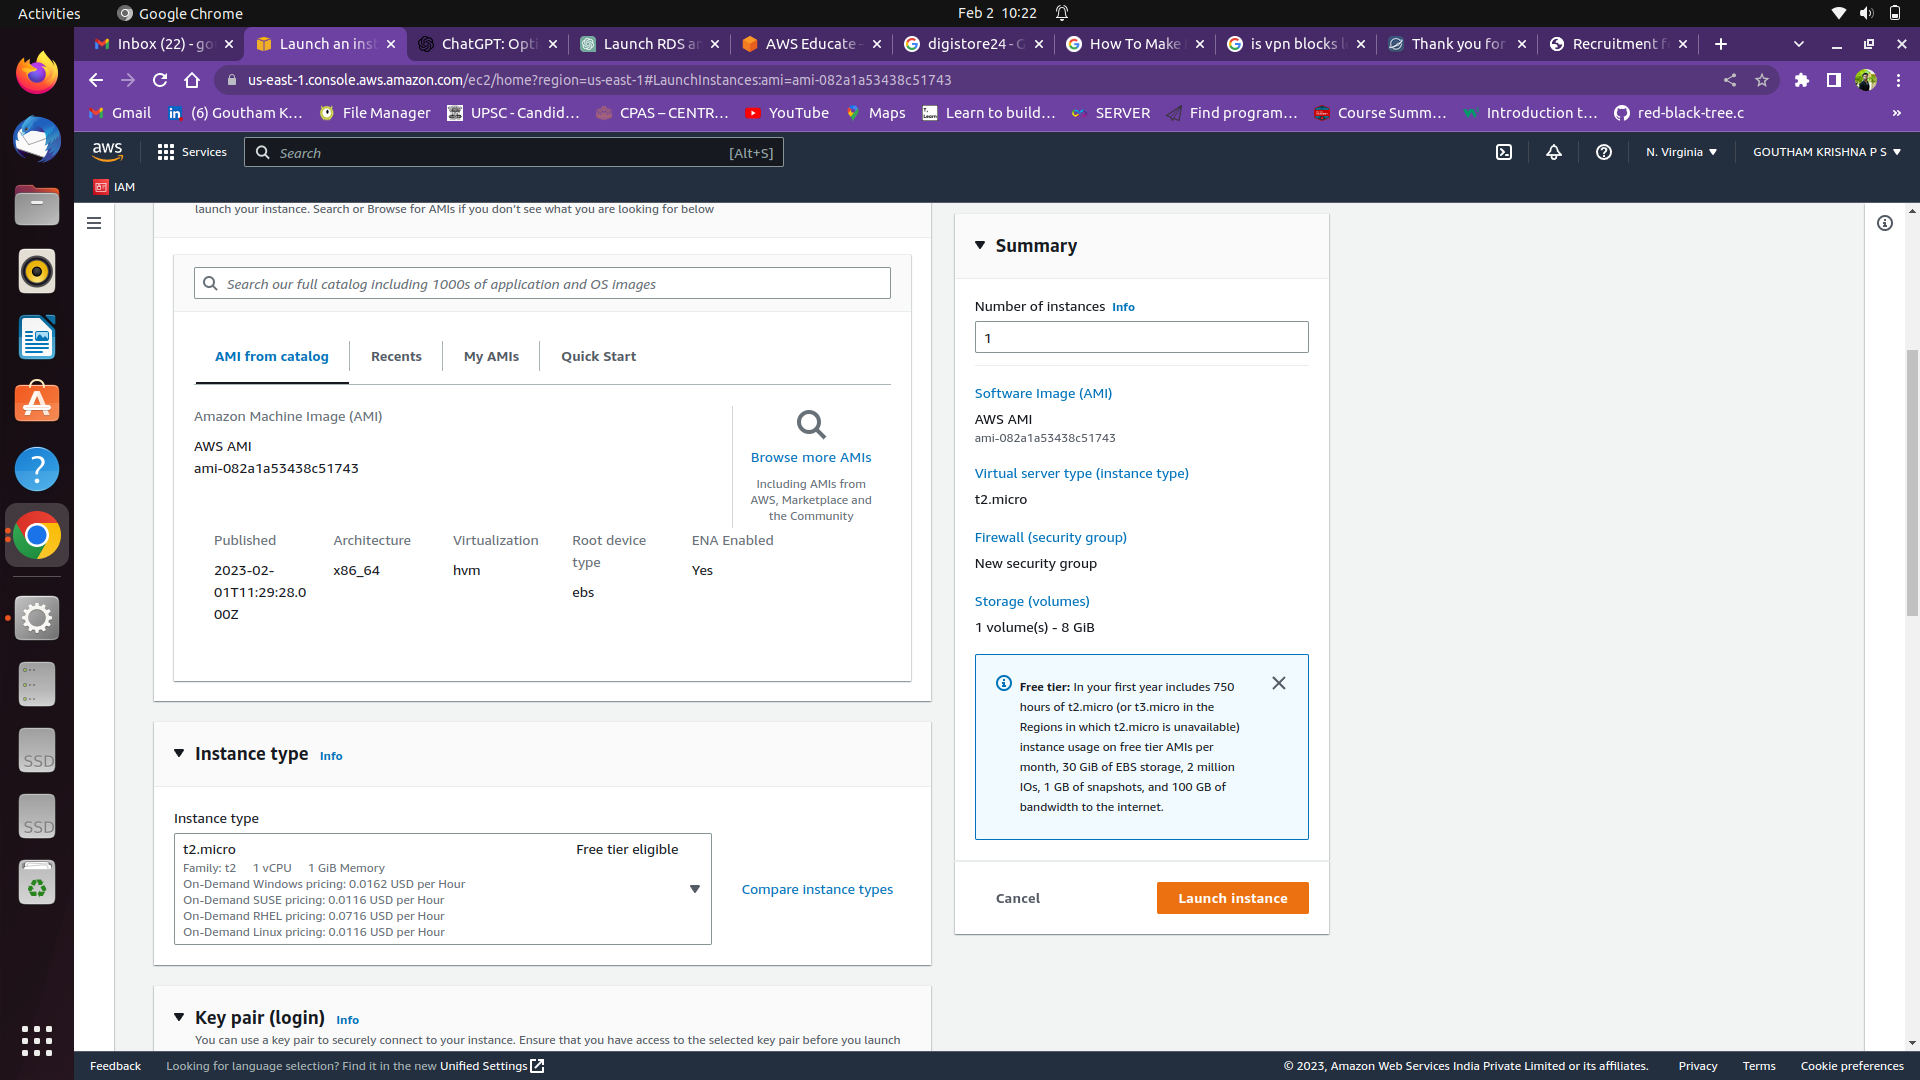 Activities
Google Chrome
Feb 2 10:22
Inbox (22) - go
Launch an inst
ChatGPT: Opti
Launch RDS an
AWS Educate -
digistore24 - G
How To Make
is vpn blocks l
Thank you for
Recruitment f
us-east-1.console.aws.amazon.com/ec2/home?region=us-east-1#LaunchInstances:ami=ami-082a1a53438c51743
Gmail
(6) Goutham K...
File Manager
UPSC - Candid...
CPAS – CENTR...
YouTube
Maps
Learn to build...
SERVER
Find program...
Course Summ...
Introduction t...
red-black-tree.c
»
aws
Services
Search
[Alt+S]
N. Virginia
GOUTHAM KRISHNA P S
IAM
launch your instance. Search or Browse for AMIs if you don't see what you are looking for below
Search our full catalog including 1000s of application and OS images
AMI from catalog
Recents
My AMIs
Quick Start
Amazon Machine Image (AMI)
AWS AMI
ami-082a1a53438c51743
Browse more AMIs
Including AMIs from
AWS, Marketplace and
the Community
Published
2023-02-
01T11:29:28.0
00Z
Architecture
x86_64
Virtualization
hvm
Root device
type
ebs
ENA Enabled
Yes
Instance type Info
Instance type
t2.micro
Free tier eligible
Family: t2 1 vCPU 1 GiB Memory
On-Demand Windows pricing: 0.0162 USD per Hour
On-Demand SUSE pricing: 0.0116 USD per Hour
On-Demand RHEL pricing: 0.0716 USD per Hour
On-Demand Linux pricing: 0.0116 USD per Hour
Compare instance types
Key pair (login) Info
You can use a key pair to securely connect to your instance. Ensure that you have access to the selected key pair before you launch
Summary
Number of instances Info
1
Software Image (AMI)
AWS AMI
ami-082a1a53438c51743
Virtual server type (instance type)
t2.micro
Firewall (security group)
New security group
Storage (volumes)
1 volume(s) - 8 GiB
Free tier: In your first year includes 750
hours of t2.micro (or t3.micro in the
Regions in which t2.micro is unavailable)
instance usage on free tier AMIs per
month, 30 GiB of EBS storage, 2 million
IOs, 1 GB of snapshots, and 100 GB of
bandwidth to the internet.
Cancel
Launch instance
SSD
SSD
Feedback
Looking for language selection? Find it in the new Unified Settings
© 2023, Amazon Web Services India Private Limited or its affiliates.
Privacy
Terms
Cookie preferences